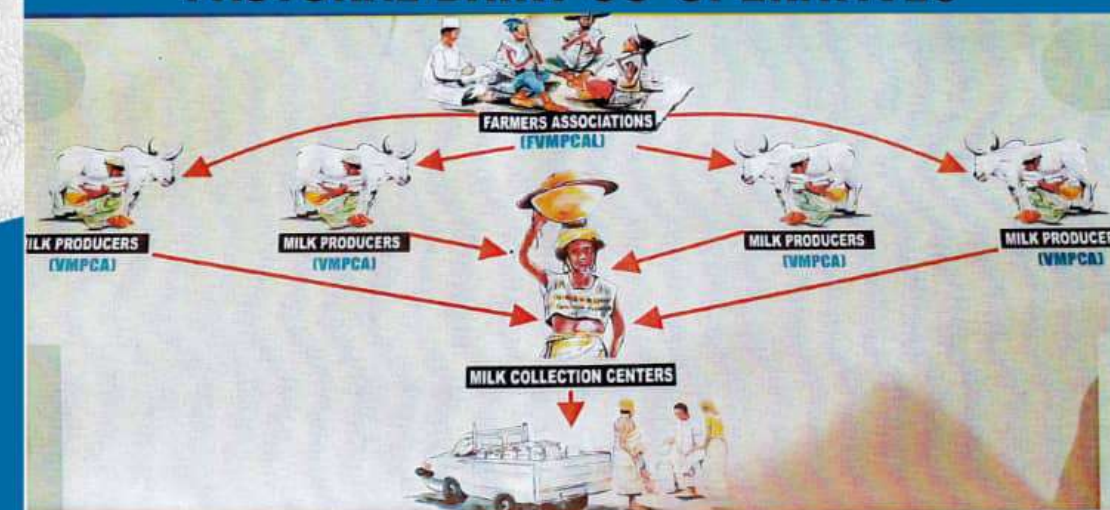 FARMERS ASSOCIATIONS
(FVMPCAL)
ILK PRODUCERS
(VMPCA)
MILK PRODUCERS
(VMPCA)
MILK PRODUCERS
(VMPCA)
MILK PRODUCE
(VMPCA)
MILK COLLECTION CENTERS